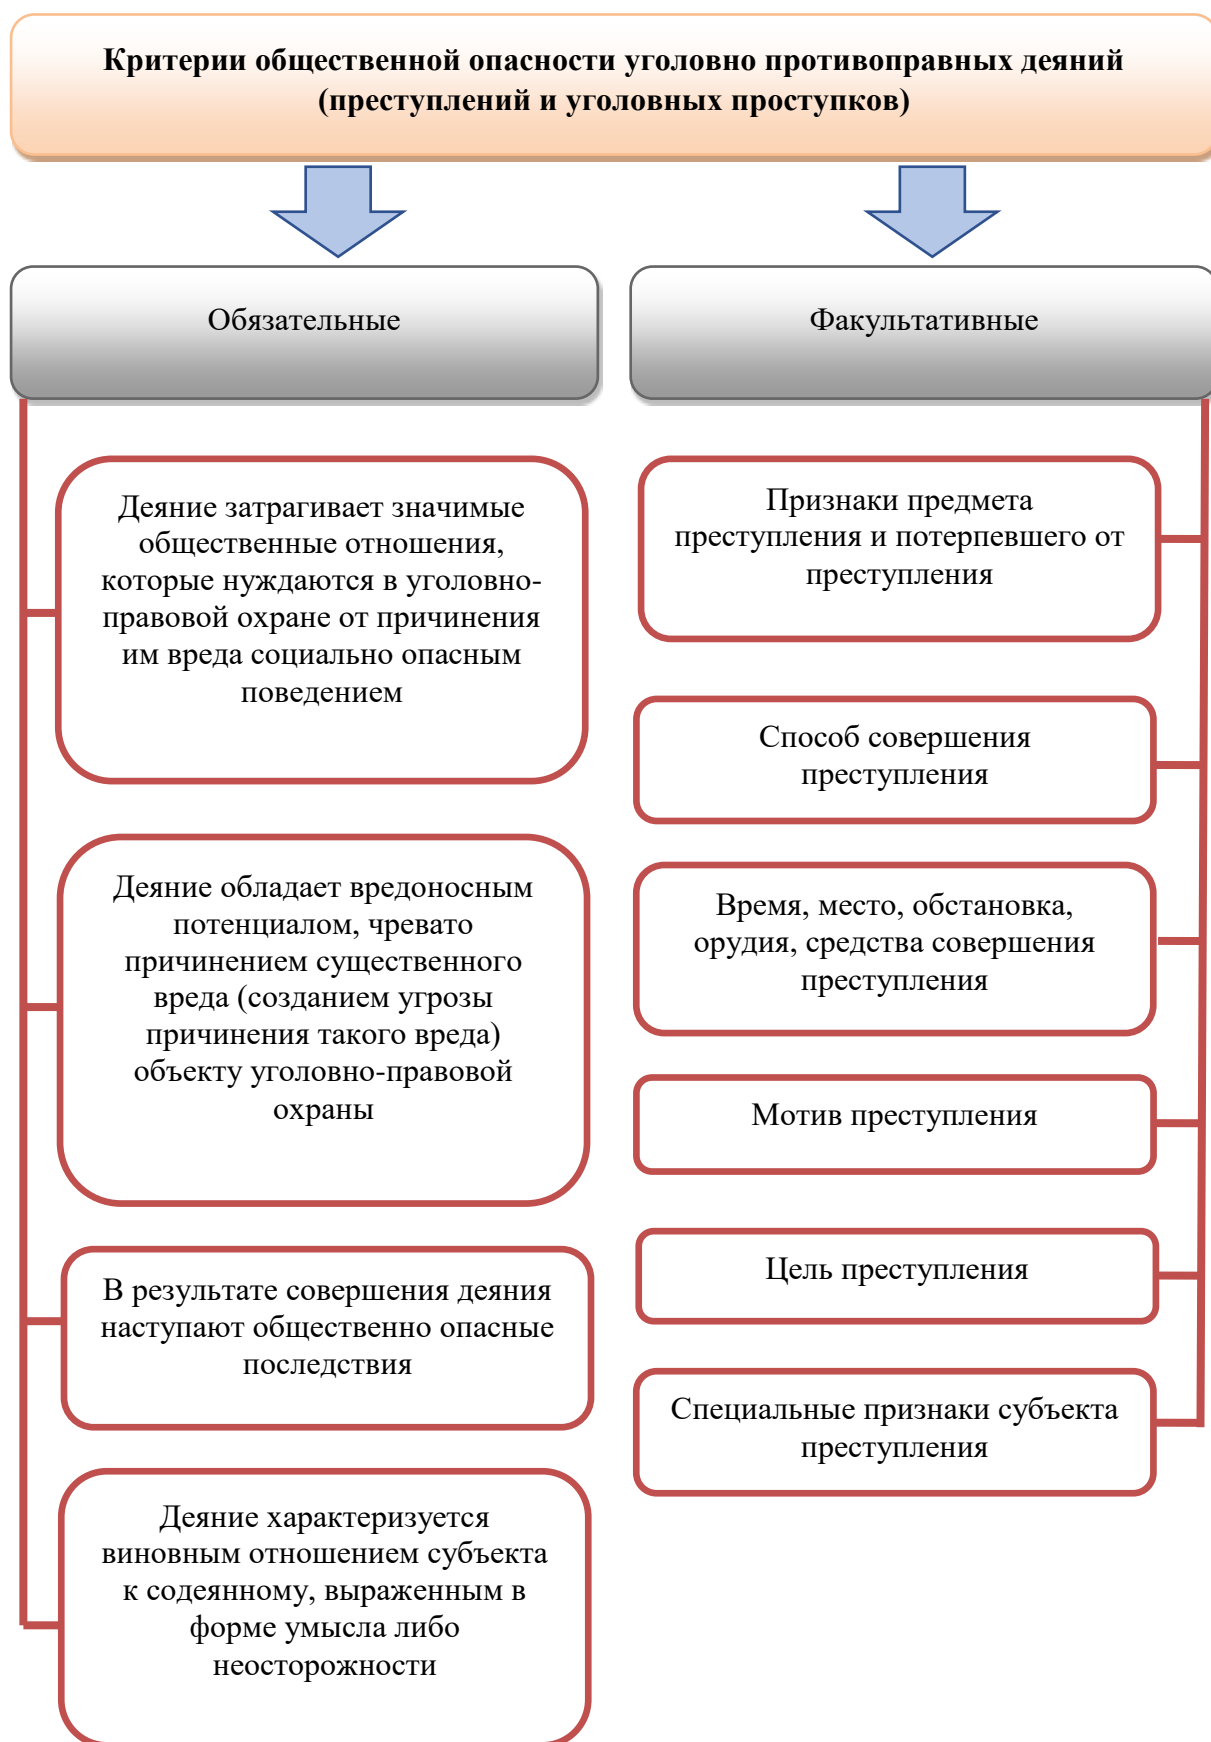 Критерии общественной опасности уголовно противоправных деяний
(преступлений и уголовных проступков)
Обязательные
Деяние затрагивает значимые
общественные отношения,
которые нуждаются в уголовно-
правовой охране от причинения
им вреда социально опасным
поведением
Деяние обладает вредоносным
потенциалом, чревато
причинением существенного
вреда (созданием угрозы
причинения такого вреда)
объекту уголовно-правовой
охраны
В результате совершения деяния
наступают общественно опасные
последствия
Деяние характеризуется
виновным отношением субъекта
к содеянному, выраженным в
форме умысла либо
неосторожности
Факультативные
Признаки предмета
преступления и потерпевшего от
преступления
Способ совершения
преступления
Время, место, обстановка,
орудия, средства совершения
преступления
Мотив преступления
Цель преступления
Специальные признаки субъекта
преступления